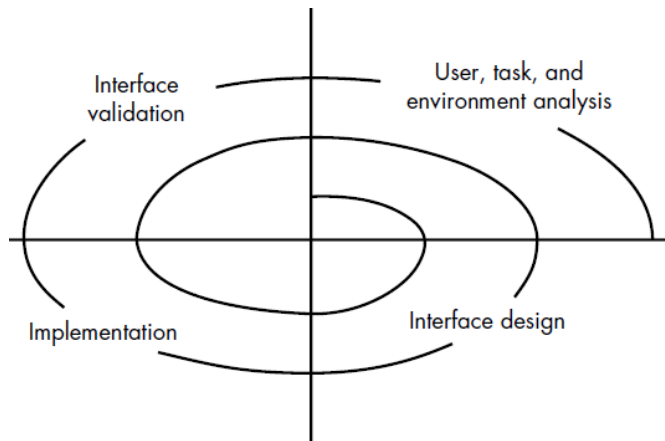 Interface
validation
User, task, and
environment analysis
Implementation
Interface design